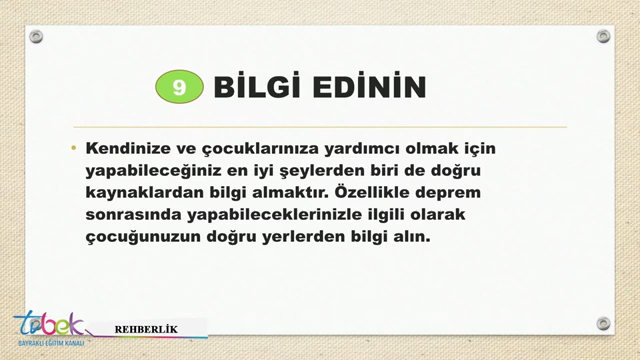 9 BİLGİ EDİNİN
• Kendinize ve çocuklarınıza yardımcı olmak için
yapabileceğiniz en iyi şeylerden biri de doğru
kaynaklardan bilgi almaktır. Özellikle deprem
sonrasında yapabileceklerinizle ilgili olarak
çocuğunuzun doğru yerlerden bilgi alın.
tvbek
BAYRAKLI EĞİTİM KANALI
REHBERLİK